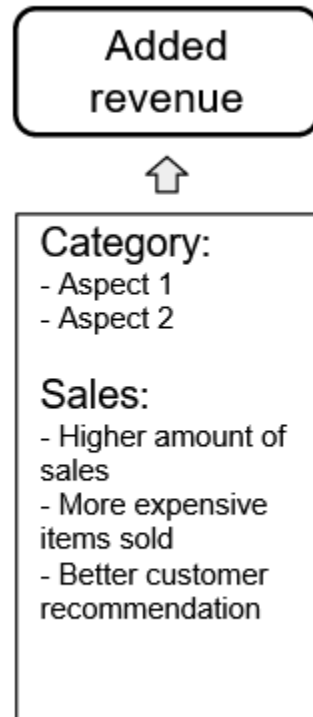 Added
revenue
Category:
- Aspect 1
- Aspect 2
Sales:
- Higher amount of
sales
- More expensive
items sold
- Better customer
recommendation